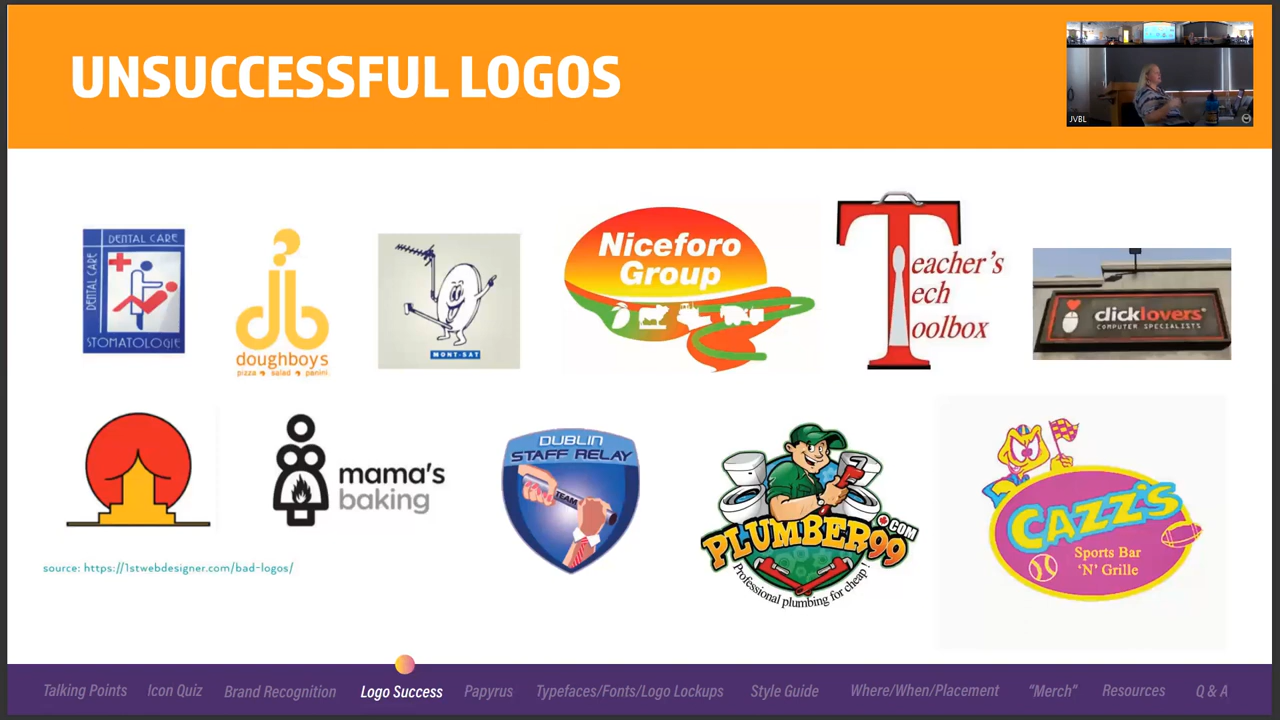 UNSUCCESSFUL LOGOS
JVBL
DENTAL CARE
DENTAL CARE
STOMATOLOGIE
db
doughboys
pizza salad panini
MONT-SAT
Niceforo
Group
Teacher's
Tech
Toolbox
clicklovers
COMPUTER SPECIALISTS
mama's
baking
DUBLIN
STAFF RELAY
TEAM
PLUMBER99
.COM
Professional plumbing for cheap!
CAZZ'S
Sports Bar
'N' Grille
source: https://1stwebdesigner.com/bad-logos/
Talking Points Icon Quiz Brand Recognition Logo Success Papyrus Typefaces/Fonts/Logo Lockups Style Guide Where/When/Placement "Merch" Resources Q & A